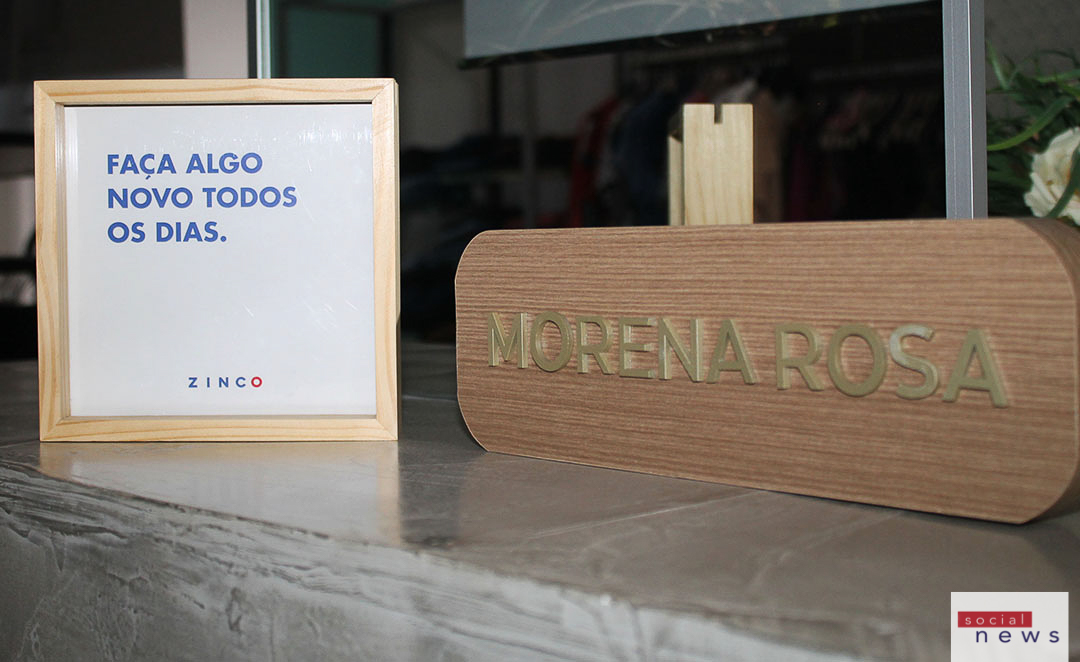 FAÇA ALGO
NOVO TODOS
OS DIAS.
ZINCO
MORENA ROSA
social
news